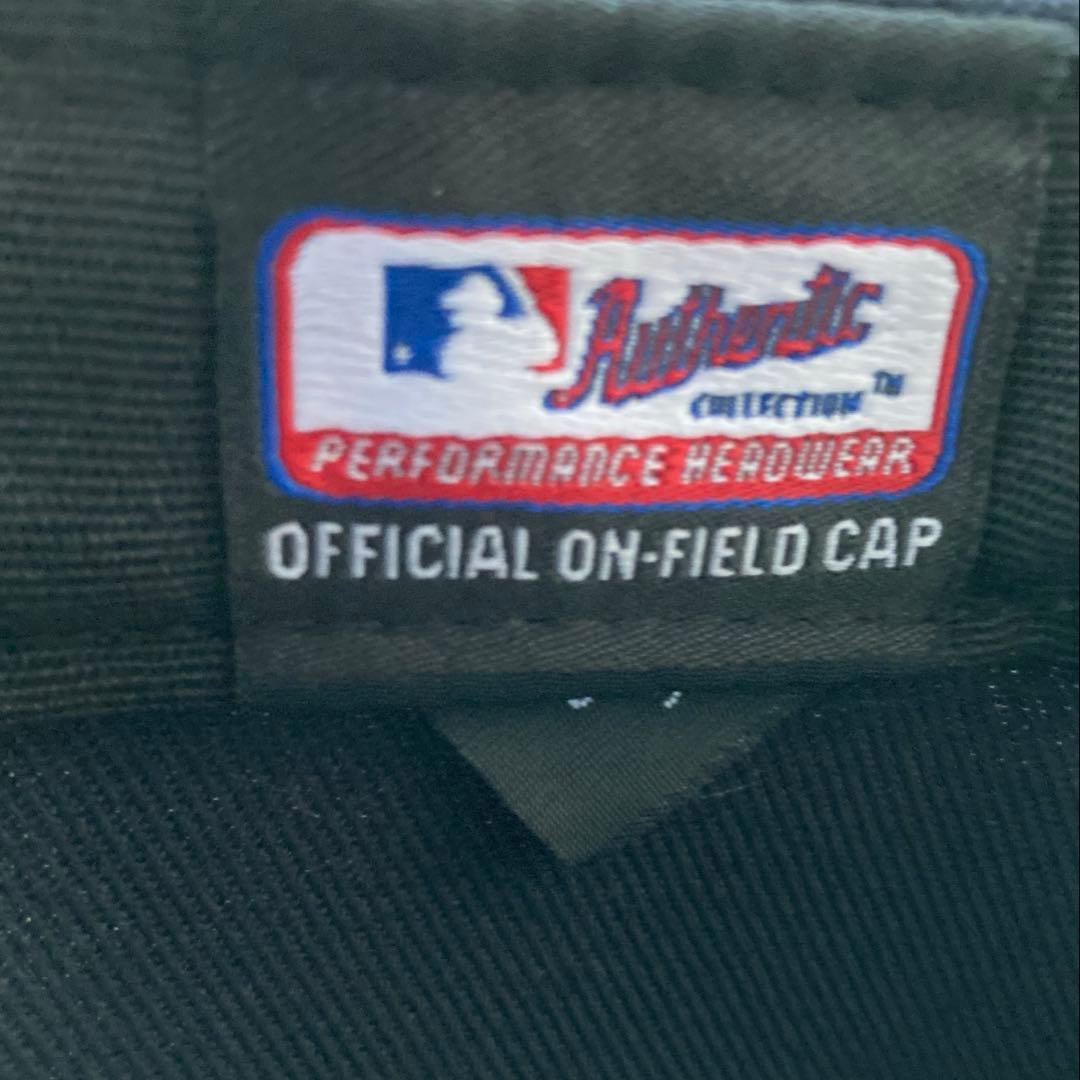 Authentic
COLLECTION™
PERFORMANCE HEADWEAR
OFFICIAL ON-FIELD CAP